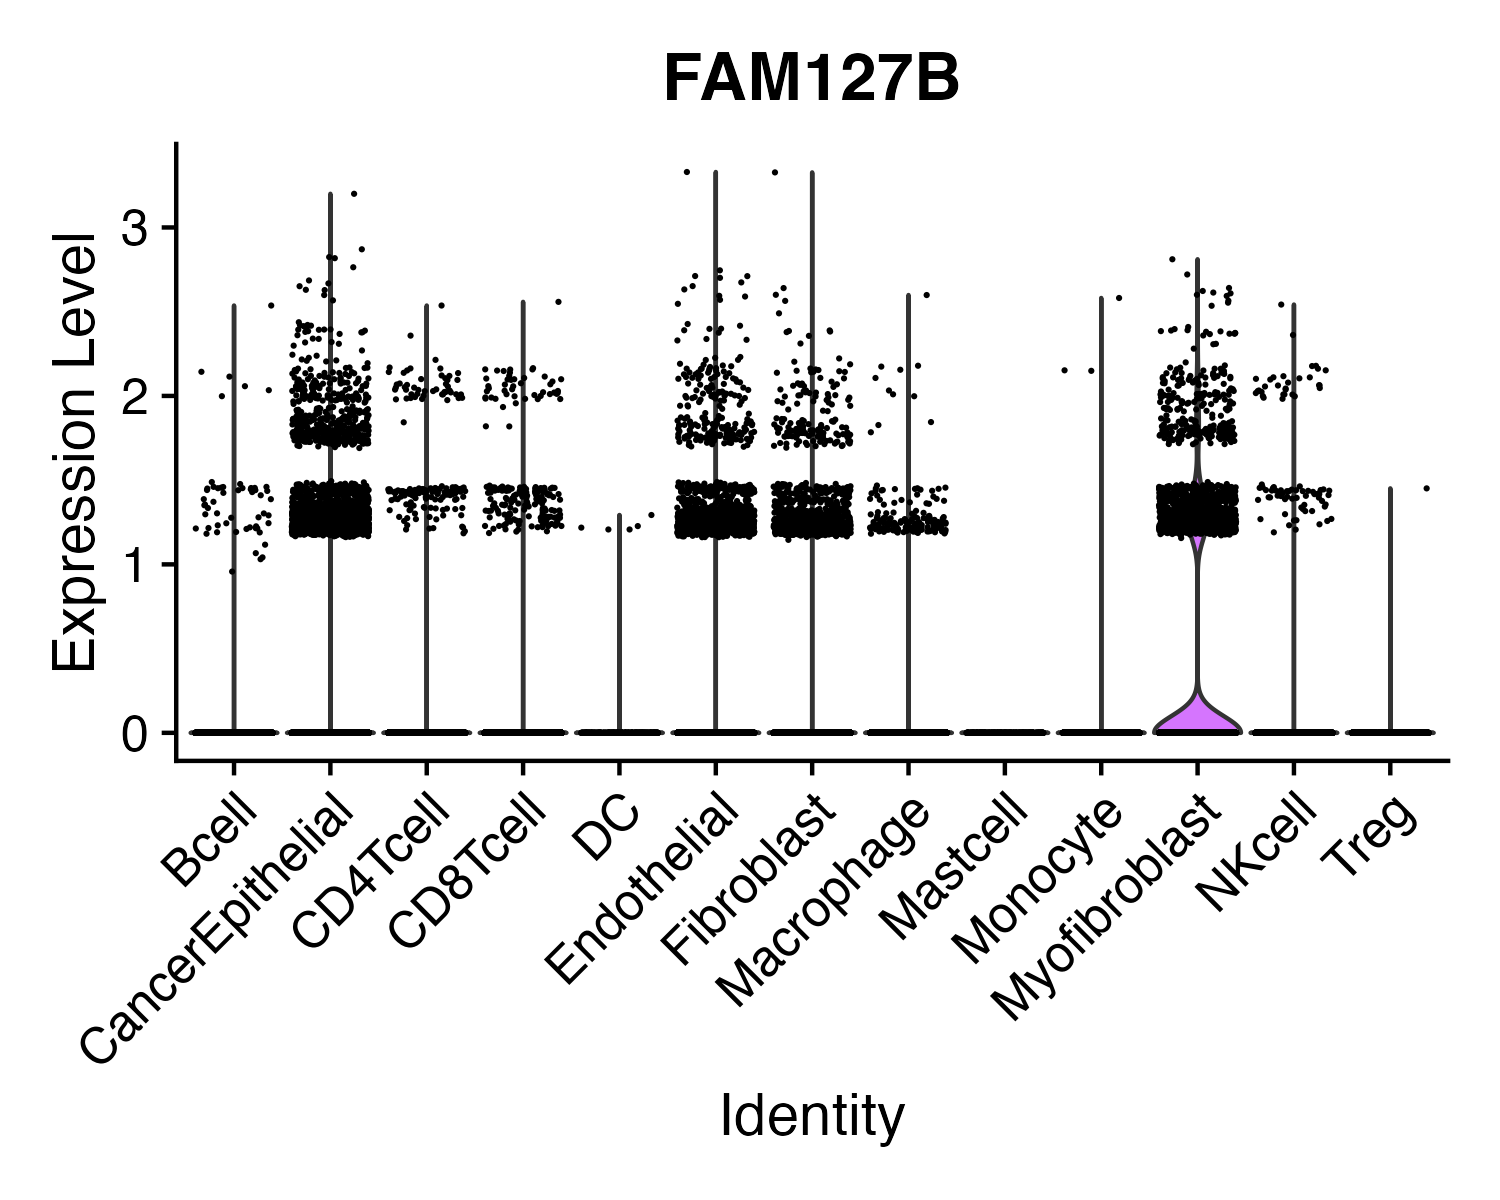 FAM127B
Expression Level
3
2
1
0
Bcell
CancerEpithelial
CD4Tcell
CD8Tcell
DC
Endothelial
Fibroblast
Macrophage
Mastcell
Monocyte
Myofibroblast
NKcell
Treg
Identity